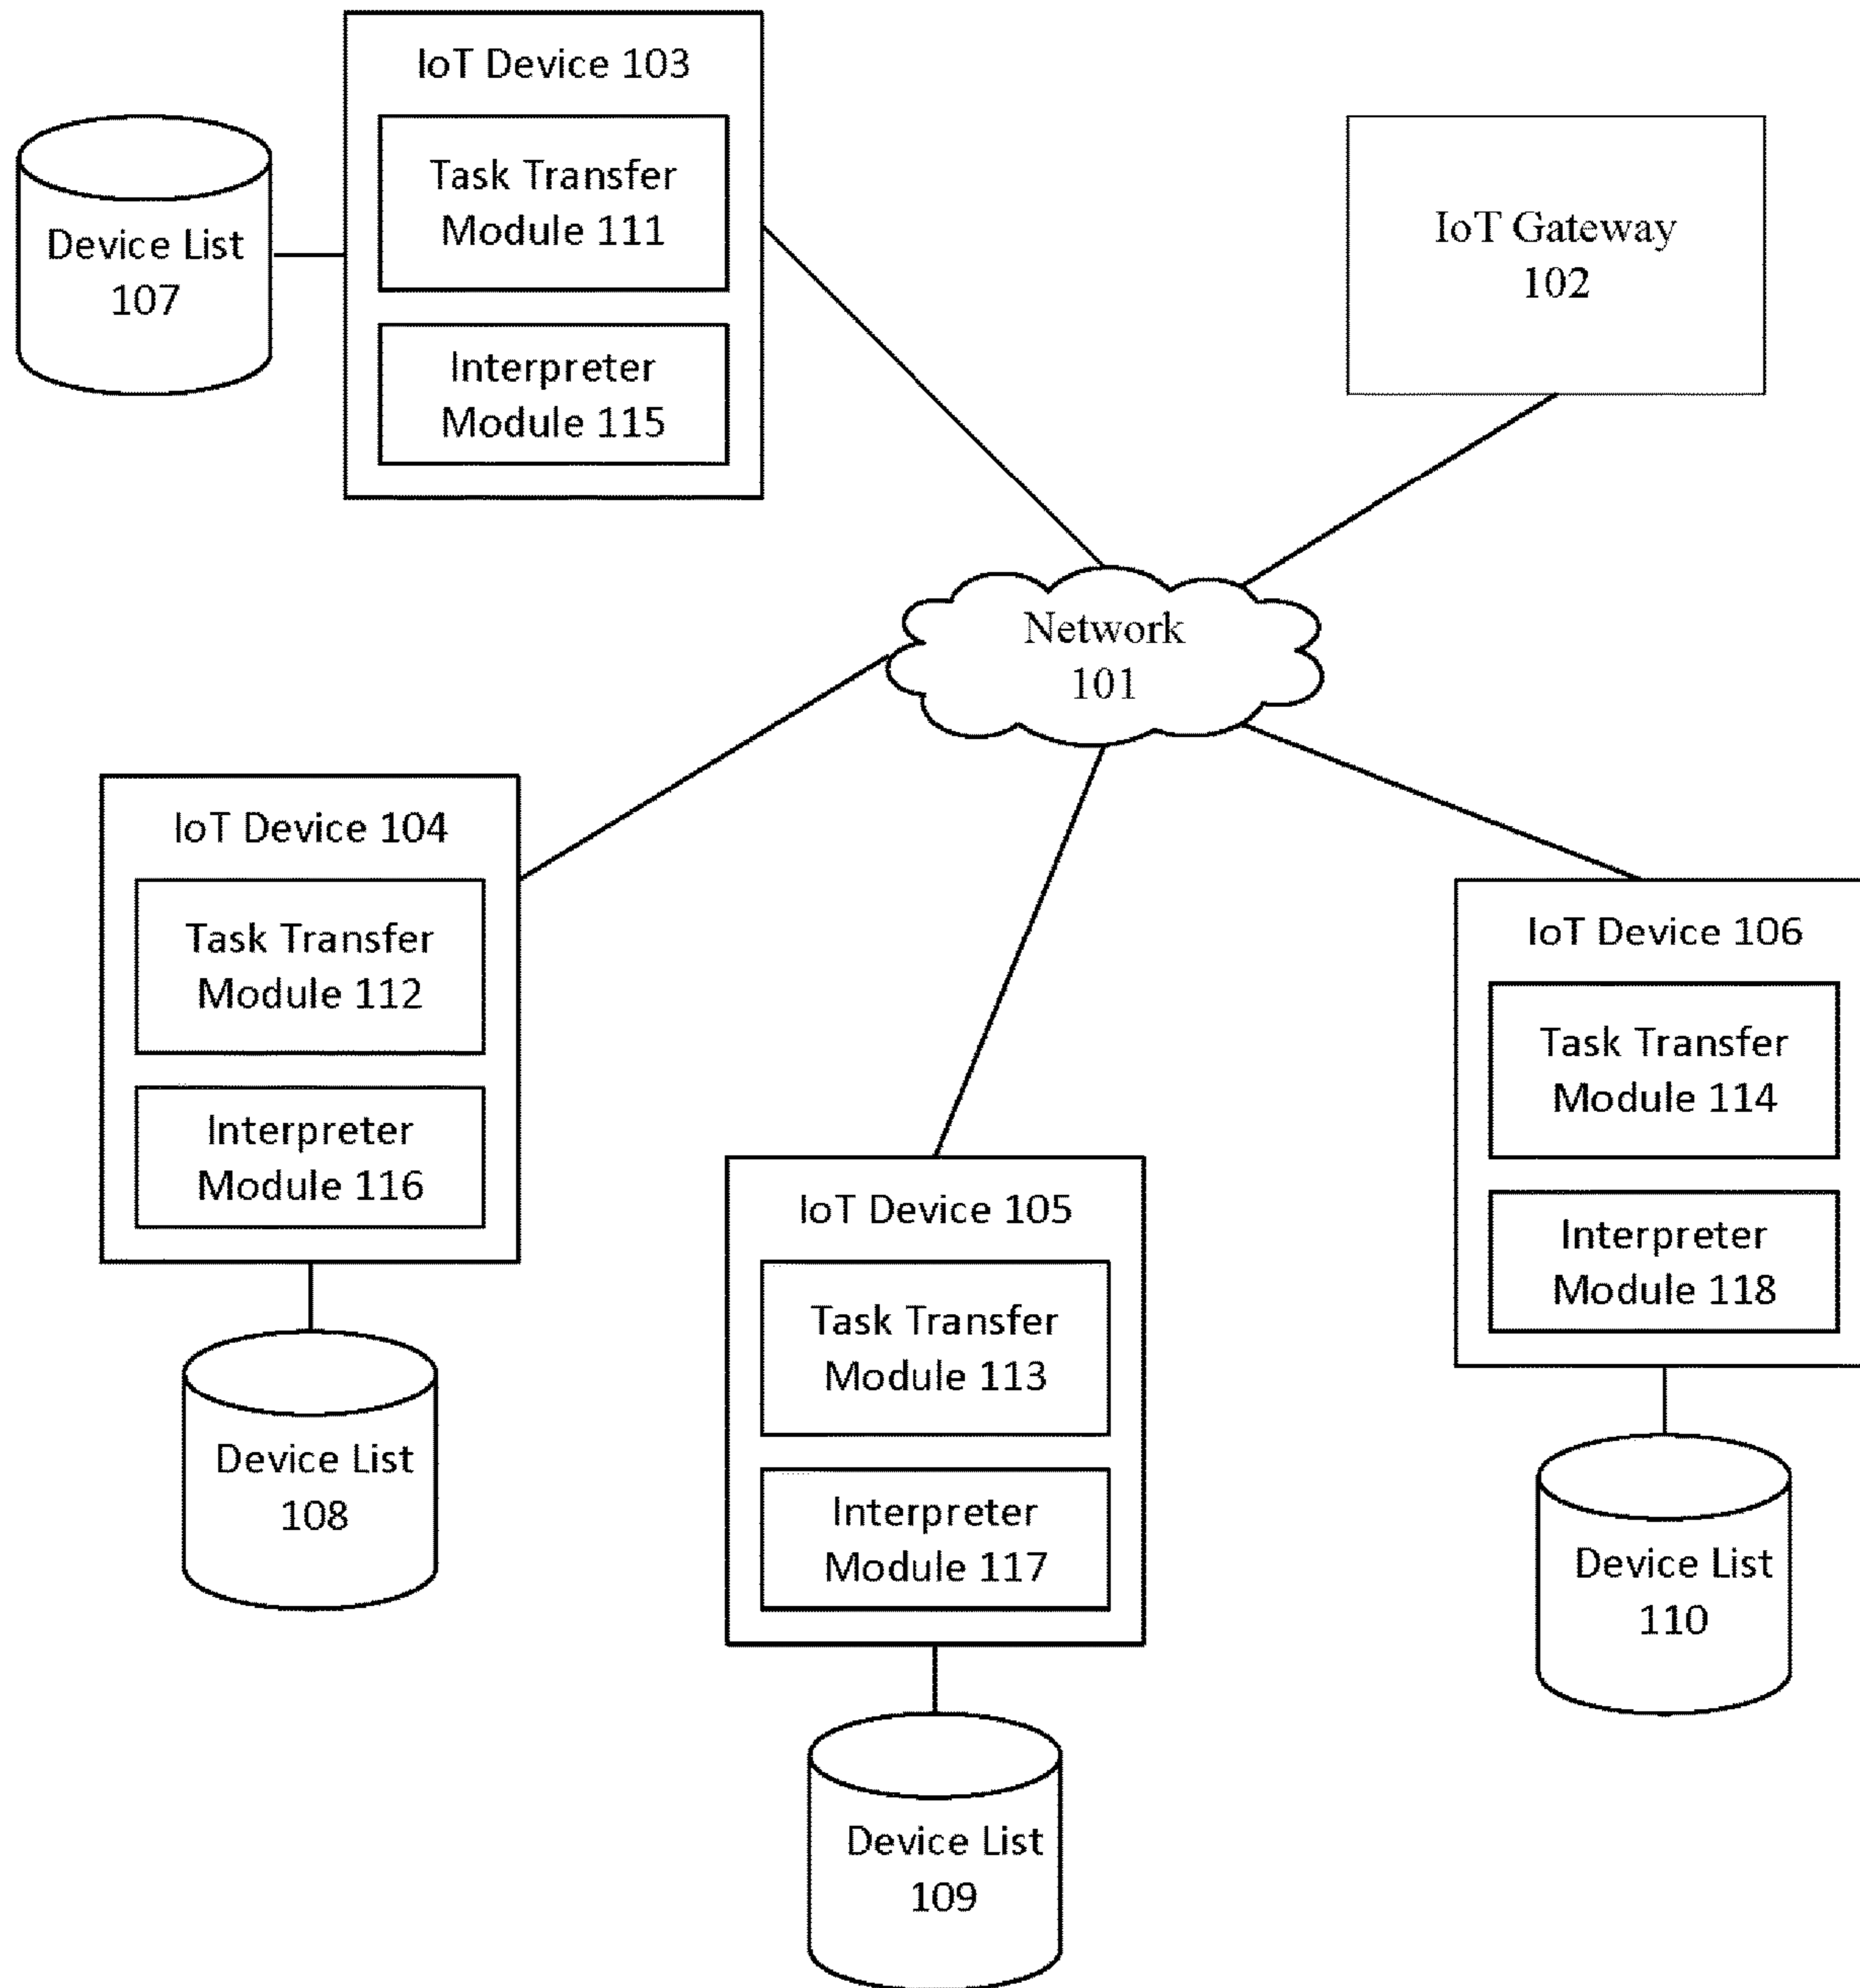 IoT Device 103
Task Transfer
Module 111
Interpreter
Module 115
Device List
107
IoT Gateway
102
Network
101
IoT Device 104
Task Transfer
Module 112
Interpreter
Module 116
Device List
108
IoT Device 105
Task Transfer
Module 113
Interpreter
Module 117
Device List
109
IoT Device 106
Task Transfer
Module 114
Interpreter
Module 118
Device List
110